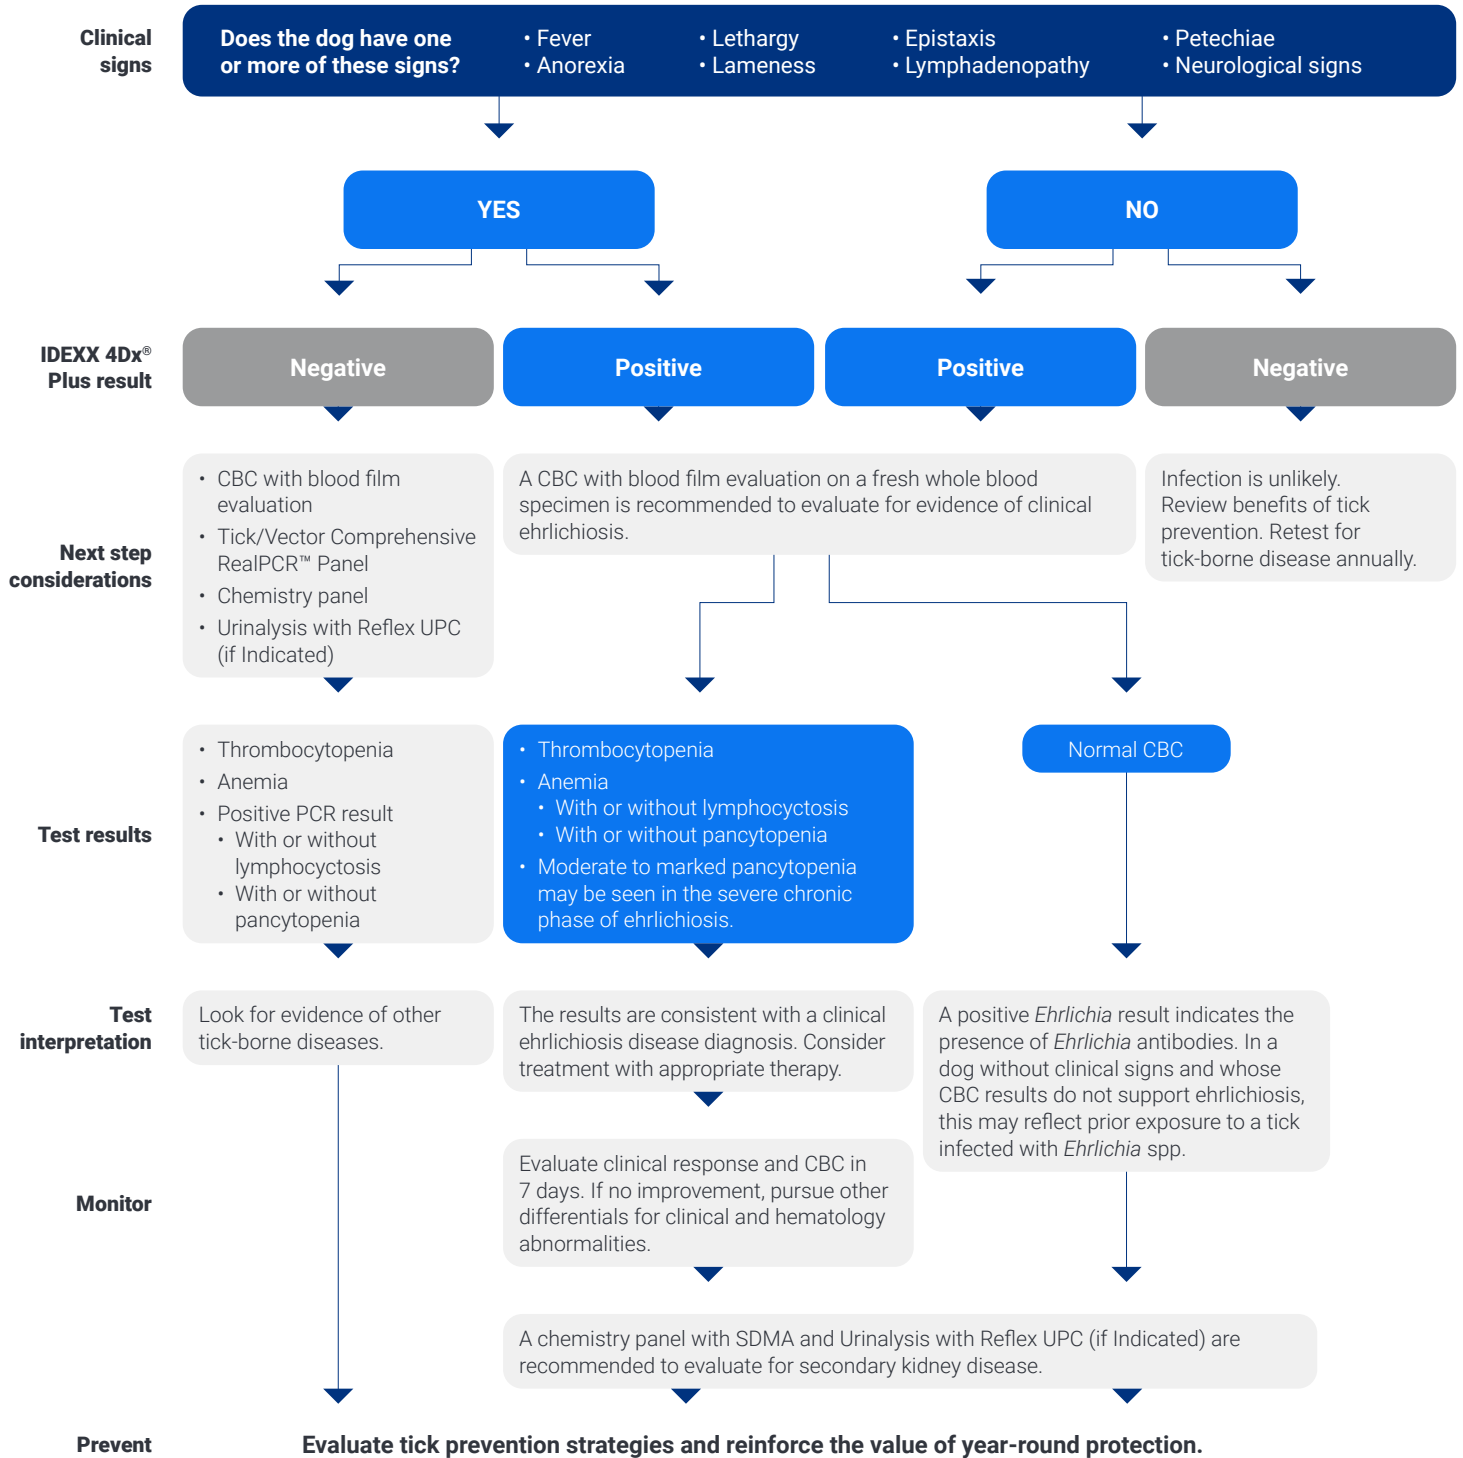 Clinical
signs
Does the dog have one
or more of these signs?
• Fever
• Anorexia
• Lethargy
• Lameness
• Epistaxis
• Lymphadenopathy
• Petechiae
• Neurological signs
YES
NO
IDEXX 4Dx®
Plus result
Negative
Positive
Positive
Negative
Next step
considerations
• CBC with blood film
evaluation
• Tick/Vector Comprehensive
RealPCR™ Panel
• Chemistry panel
• Urinalysis with Reflex UPC
(if Indicated)
A CBC with blood film evaluation on a fresh whole blood
specimen is recommended to evaluate for evidence of clinical
ehrlichiosis.
Infection is unlikely.
Review benefits of tick
prevention. Retest for
tick-borne disease annually.
Test results
• Thrombocytopenia
• Anemia
• Positive PCR result
• With or without
lymphocyctosis
• With or without
pancytopenia
• Thrombocytopenia
• Anemia
• With or without lymphocyctosis
• With or without pancytopenia
• Moderate to marked pancytopenia
may be seen in the severe chronic
phase of ehrlichiosis.
Normal CBC
Test
interpretation
Look for evidence of other
tick-borne diseases.
The results are consistent with a clinical
ehrlichiosis disease diagnosis. Consider
treatment with appropriate therapy.
A positive Ehrlichia result indicates the
presence of Ehrlichia antibodies. In a
dog without clinical signs and whose
CBC results do not support ehrlichiosis,
this may reflect prior exposure to a tick
infected with Ehrlichia spp.
Monitor
Evaluate clinical response and CBC in
7 days. If no improvement, pursue other
differentials for clinical and hematology
abnormalities.
A chemistry panel with SDMA and Urinalysis with Reflex UPC (if Indicated) are
recommended to evaluate for secondary kidney disease.
Prevent
Evaluate tick prevention strategies and reinforce the value of year-round protection.